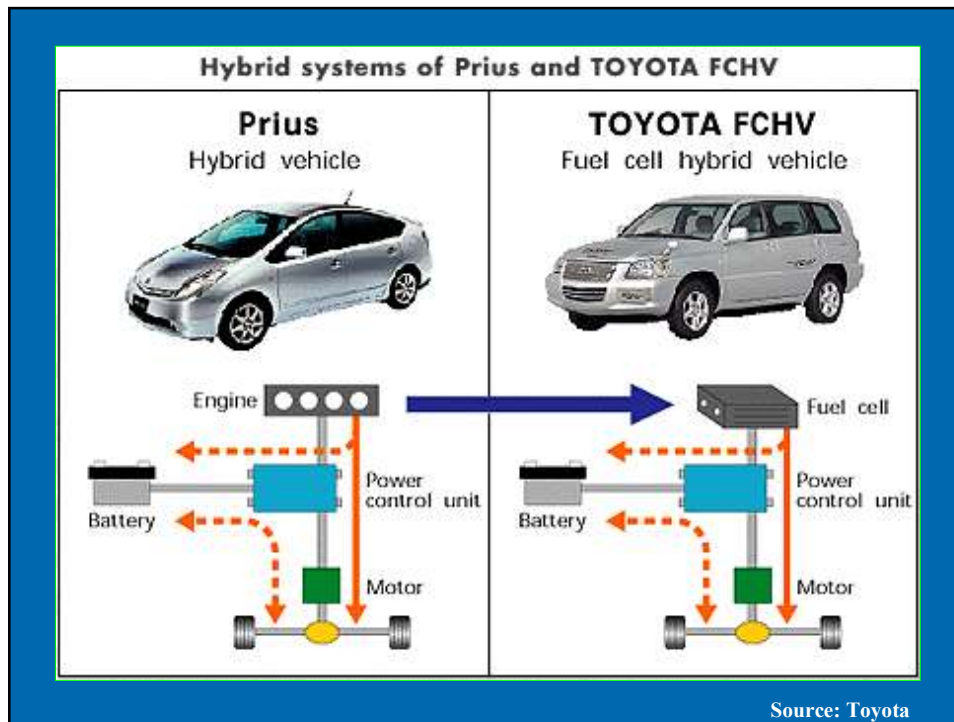 Hybrid systems of Prius and TOYOTA FCHV
Prius
Hybrid vehicle
Engine
Power
control unit
Battery
Motor
TOYOTA FCHV
Fuel cell hybrid vehicle
Fuel cell
Power
control unit
Battery
Motor
Source: Toyota